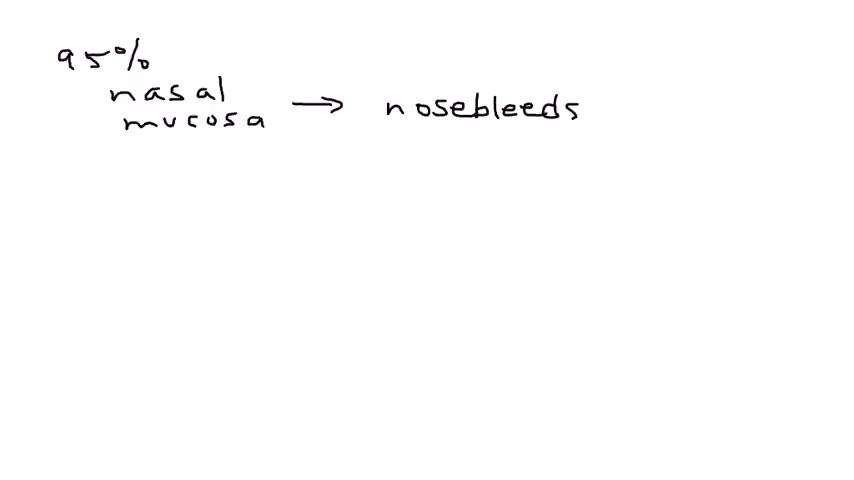 95%
nasal
mucosa → nosebleeds